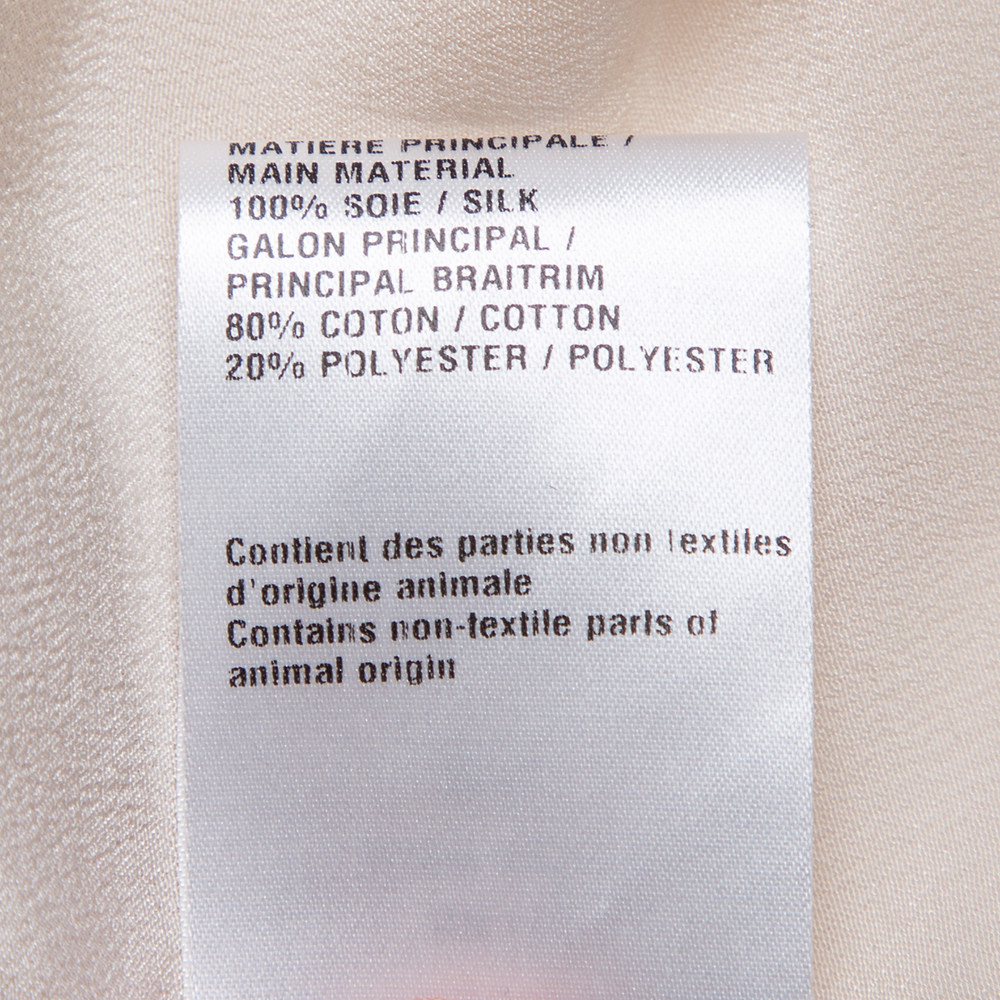 MATIERE PRINCIPALE /
MAIN MATERIAL
100% SOIE / SILK
GALON PRINCIPAL /
PRINCIPAL BRAITRIM
80% COTON / COTTON
20% POLYESTER / POLYESTER
Contient des parties non textiles
d'origine animale
Contains non-textile parts of
animal origin